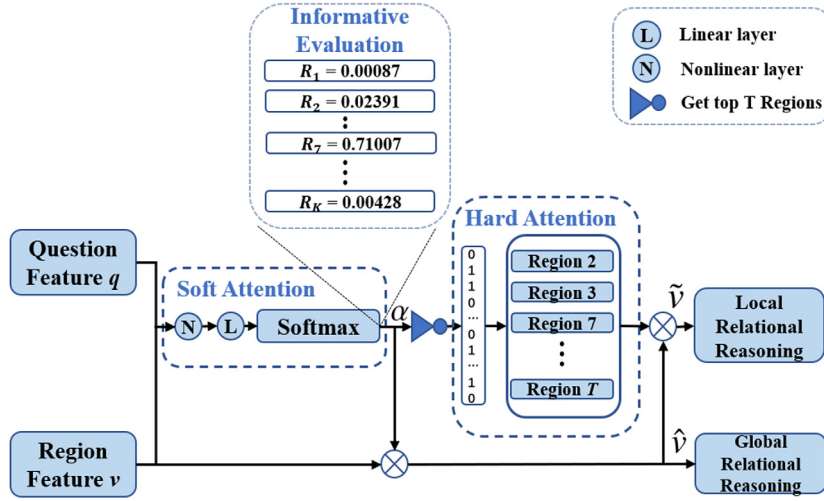 Informative
Evaluation
R₁ = 0.00087
R₂ = 0.02391
⋮
R₇ = 0.71007
⋮
R_K = 0.00428
L Linear layer
N Nonlinear layer
Get top T Regions
Question
Feature q
Soft Attention
N
L
Softmax
α
Hard Attention
0
1
1
0
...
0
1
...
1
0
Region 2
Region 3
Region 7
⋮
Region T
ṽ
Local
Relational
Reasoning
Region
Feature v
v̂
Global
Relational
Reasoning